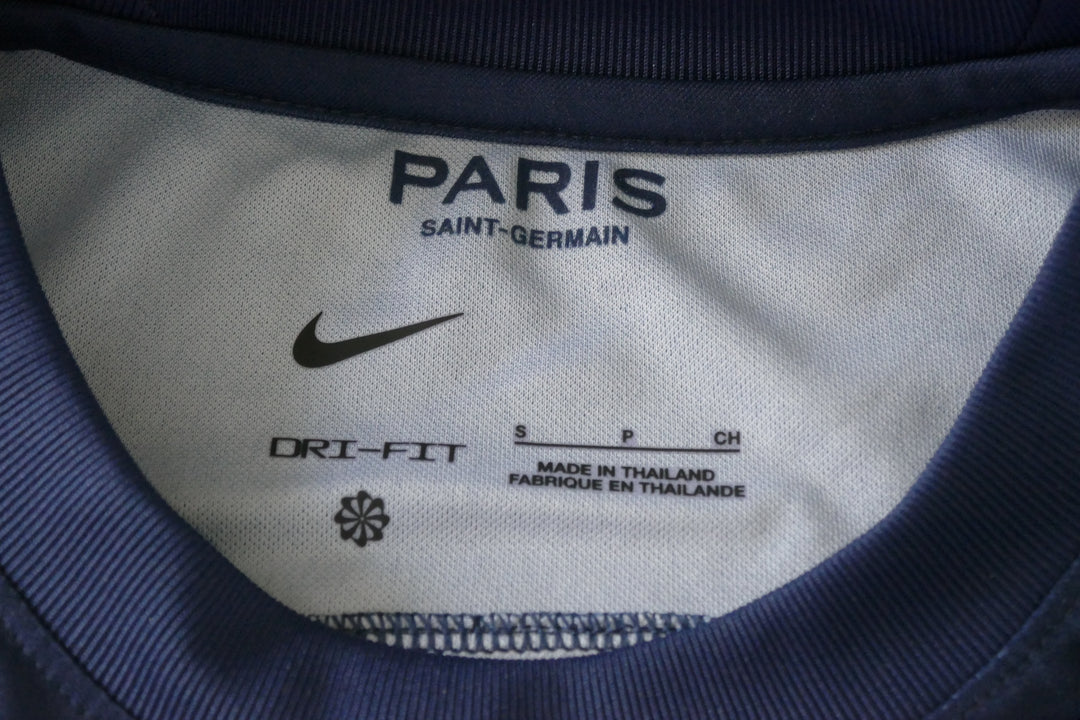 PARIS
SAINT-GERMAIN
DRI-FIT
S P CH
MADE IN THAILAND
FABRIQUE EN THAILANDE